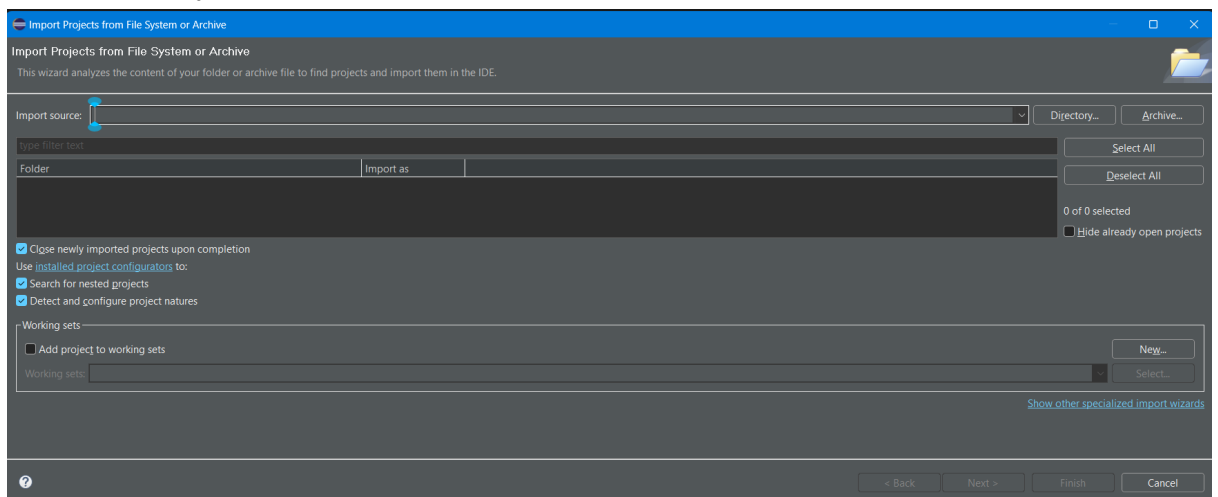 Import Projects from File System or Archive
Import Projects from File System or Archive
This wizard analyzes the content of your folder or archive file to find projects and import them in the IDE.
Import source:
Directory...
Archive...
type filter text
Select All
Folder Import as
Deselect All
0 of 0 selected
Hide already open projects
Close newly imported projects upon completion
Use installed project configurators to:
Search for nested projects
Detect and configure project natures
Working sets
Add project to working sets
New...
Working sets:
Select...
Show other specialized import wizards
?
< Back
Next >
Finish
Cancel